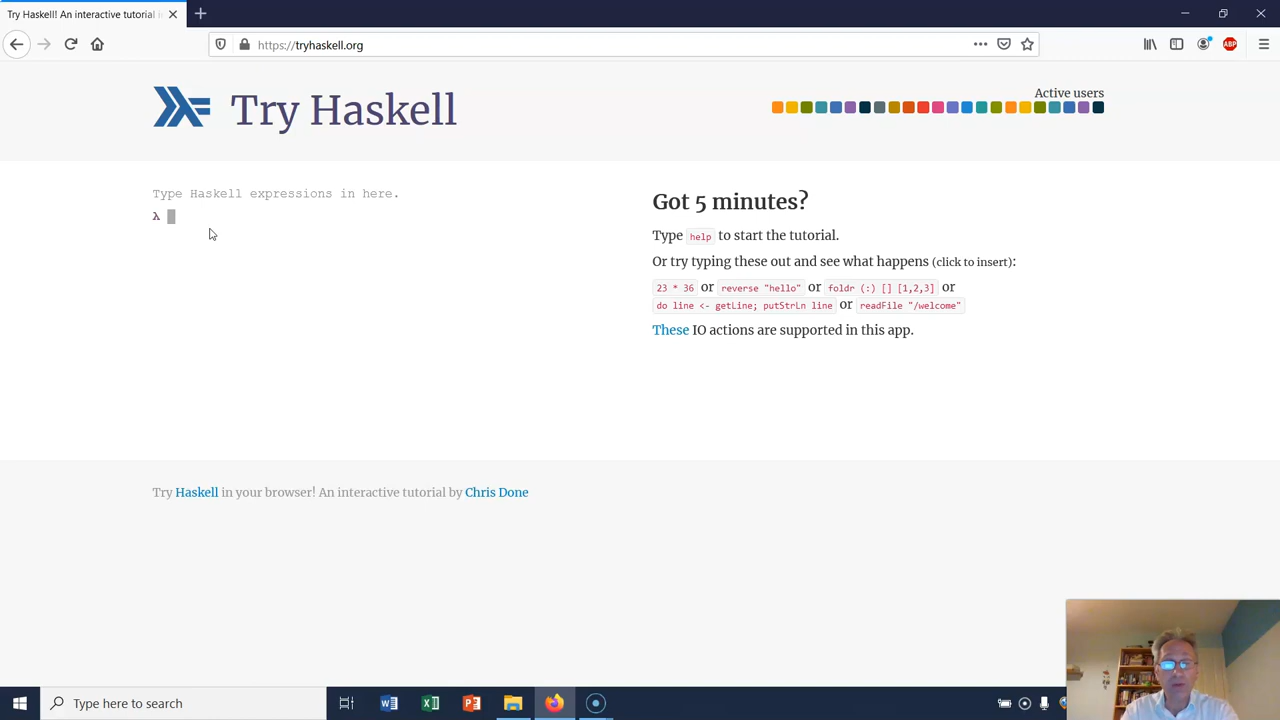 Try Haskell! An interactive tutorial i
https://tryhaskell.org
ABP
Try Haskell
Active users
Type Haskell expressions in here.
λ
Got 5 minutes?
Type help to start the tutorial.
Or try typing these out and see what happens (click to insert):
23 * 36 or reverse "hello" or foldr (:) [] [1,2,3] or
do line <- getLine; putStrLn line or readFile "/welcome"
These IO actions are supported in this app.
Try Haskell in your browser! An interactive tutorial by Chris Done
Type here to search